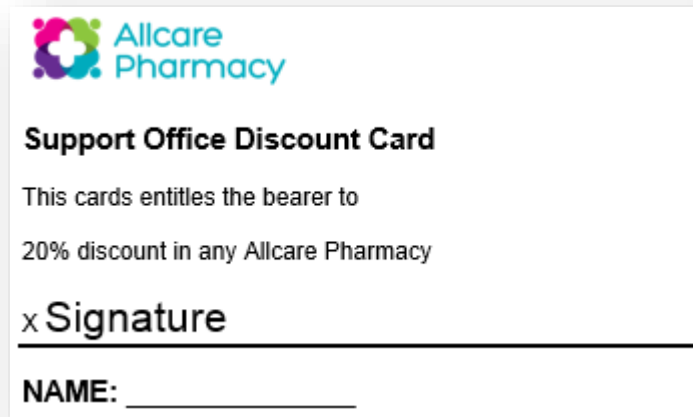 Allcare
Pharmacy
Support Office Discount Card
This cards entitles the bearer to
20% discount in any Allcare Pharmacy
x Signature
NAME: _______________